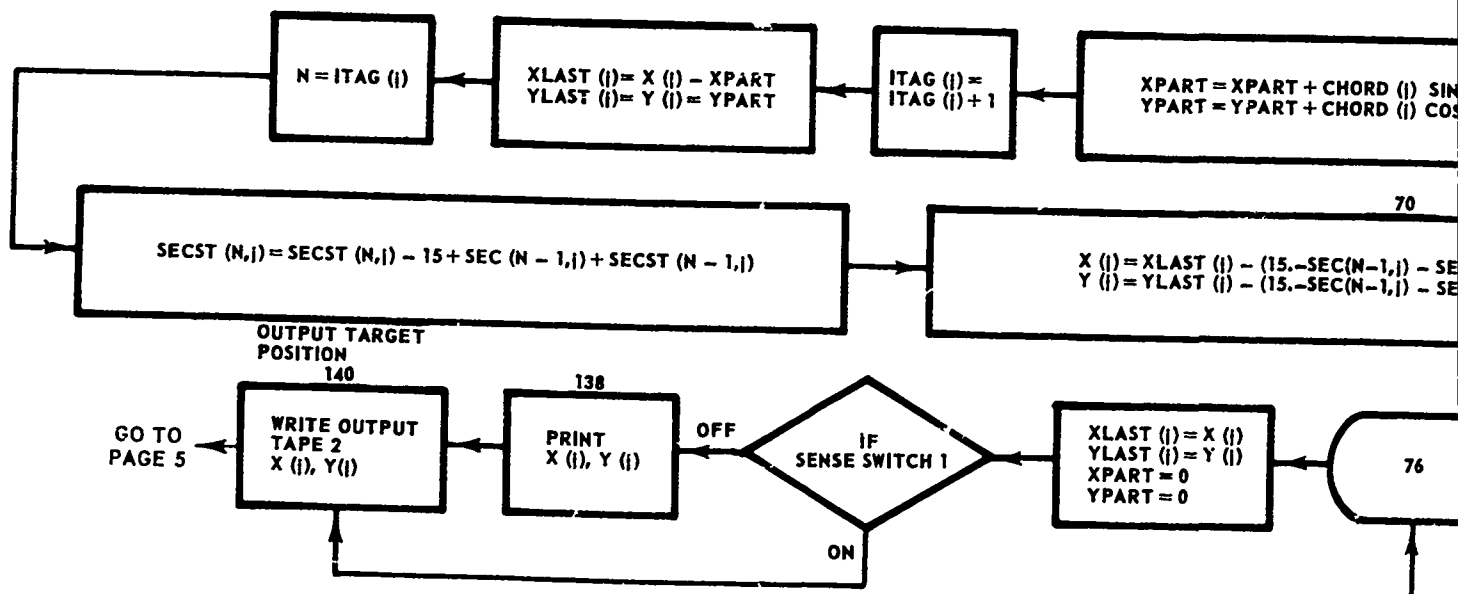 N = ITAG (j)
XLAST (j) = X (j) – XPART
YLAST (j) = Y (j) = YPART
ITAG (j) =
ITAG (j) + 1
XPART = XPART + CHORD (j) SIN
YPART = YPART + CHORD (j) COS
SECST (N,j) = SECST (N,j) – 15 + SEC (N – 1,j) + SECST (N – 1,j)
70
X (j) = XLAST (j) – (15.–SEC(N–1,j) – SE
Y (j) = YLAST (j) – (15.–SEC(N–1,j) – SE
OUTPUT TARGET
POSITION
140
GO TO
PAGE 5
WRITE OUTPUT
TAPE 2
X (j), Y(j)
138
PRINT
X (j), Y (j)
OFF
IF
SENSE SWITCH 1
ON
XLAST (j) = X (j)
YLAST (j) = Y (j)
XPART = 0
YPART = 0
76